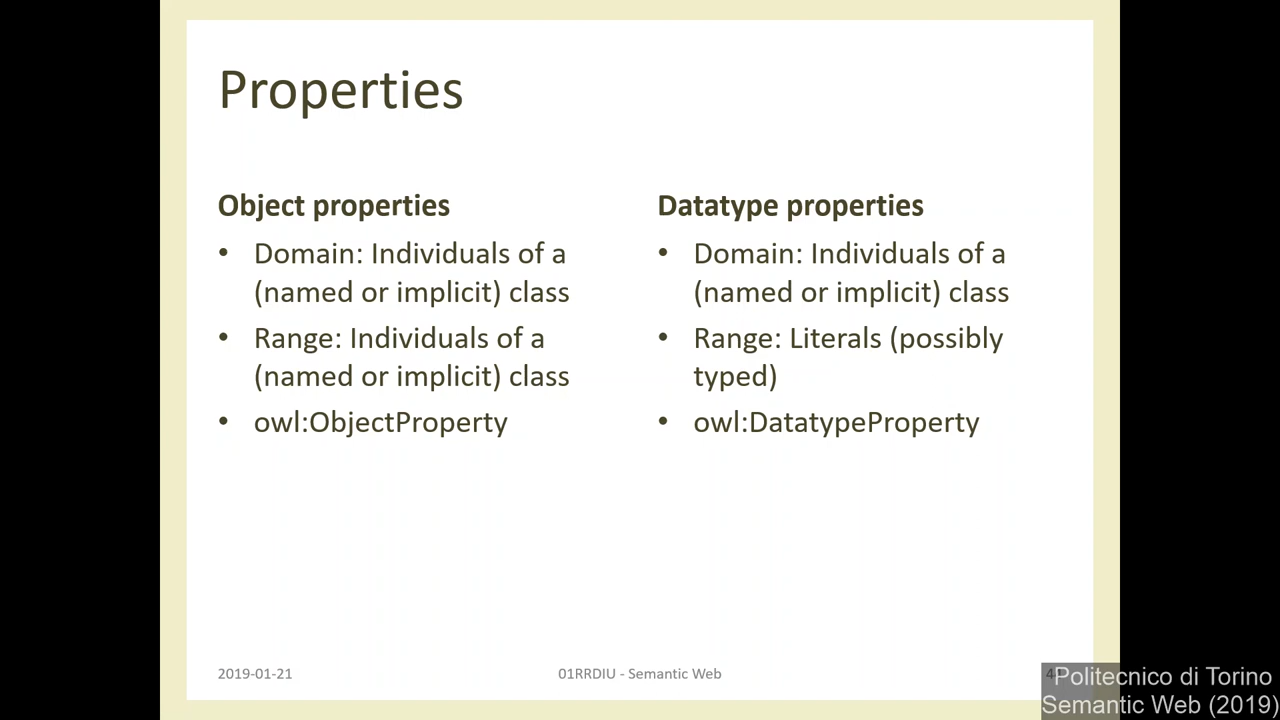 Properties
Object properties
• Domain: Individuals of a
(named or implicit) class
• Range: Individuals of a
(named or implicit) class
• owl:ObjectProperty
Datatype properties
• Domain: Individuals of a
(named or implicit) class
• Range: Literals (possibly
typed)
• owl:DatatypeProperty
2019-01-21
01RRDIU - Semantic Web
Politecnico di Torino
Semantic Web (2019)